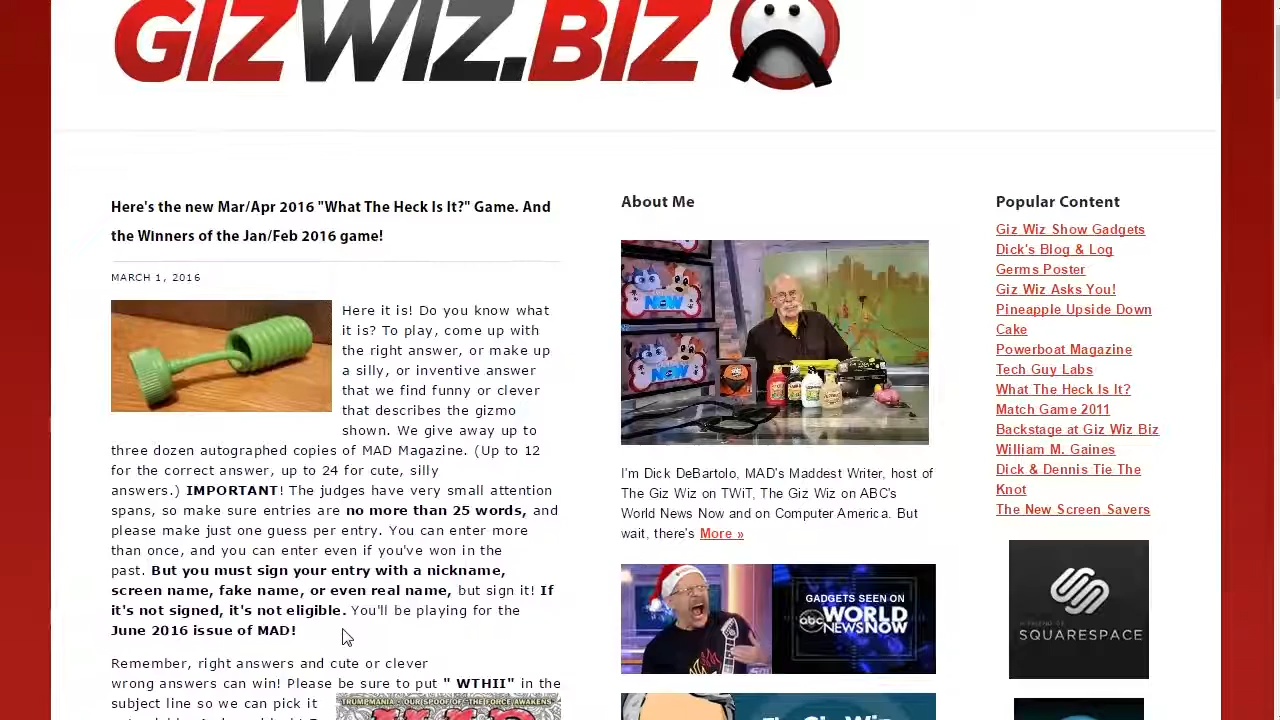 GIZWIZ.BIZ
Here's the new Mar/Apr 2016 "What The Heck Is It?" Game. And
the Winners of the Jan/Feb 2016 game!
MARCH 1, 2016
Here it is! Do you know what
it is? To play, come up with
the right answer, or make up
a silly, or inventive answer
that we find funny or clever
that describes the gizmo
shown. We give away up to
three dozen autographed copies of MAD Magazine. (Up to 12
for the correct answer, up to 24 for cute, silly
answers.) IMPORTANT! The judges have very small attention
spans, so make sure entries are no more than 25 words, and
please make just one guess per entry. You can enter more
than once, and you can enter even if you've won in the
past. But you must sign your entry with a nickname,
screen name, fake name, or even real name, but sign it! If
it's not signed, it's not eligible. You'll be playing for the
June 2016 issue of MAD!
Remember, right answers and cute or clever
wrong answers can win! Please be sure to put " WTHII" in the
subject line so we can pick it
TRUMPMANIA · OUR SPOOF OF THE FORCE AWAKENS
About Me
NEW
NEW
I'm Dick DeBartolo, MAD's Maddest Writer, host of
The Giz Wiz on TWiT, The Giz Wiz on ABC's
World News Now and on Computer America. But
wait, there's More »
GADGETS SEEN ON
abc WORLD
NEWS NOW
The Giz Wiz
Popular Content
Giz Wiz Show Gadgets
Dick's Blog & Log
Germs Poster
Giz Wiz Asks You!
Pineapple Upside Down
Cake
Powerboat Magazine
Tech Guy Labs
What The Heck Is It?
Match Game 2011
Backstage at Giz Wiz Biz
William M. Gaines
Dick & Dennis Tie The
Knot
The New Screen Savers
A FRIEND OF
SQUARESPACE